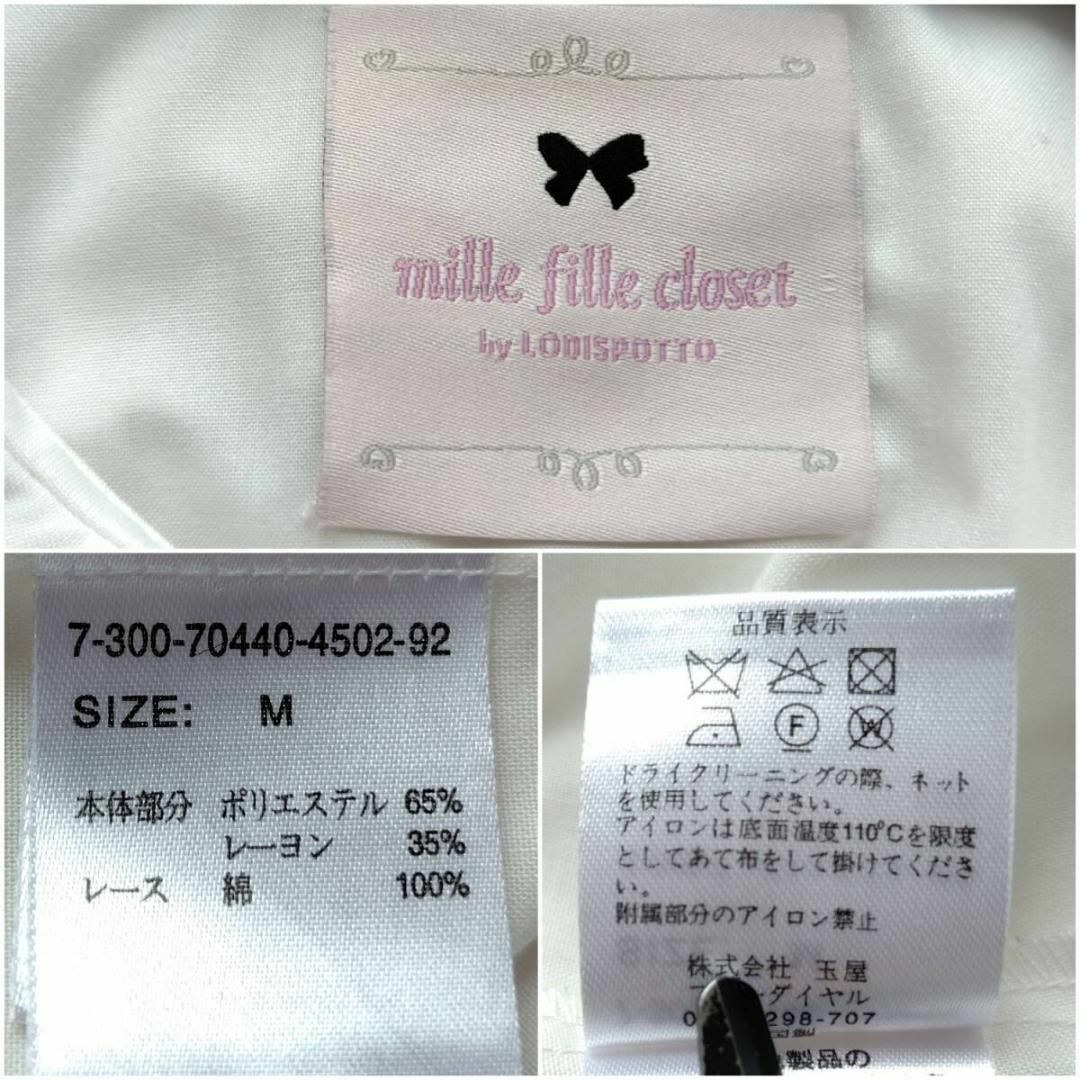 mille fille closet
by LODISPOTTO
7-300-70440-4502-92
SIZE: M
本体部分 ポリエステル 65%
レーヨン 35%
レース 綿 100%
品質表示
F
W
ドライクリーニングの際、ネット
を使用してください。
アイロンは底面温度110℃を限度
としてあて布をして掛けてくださ
い。
附属部分のアイロン禁止
株式会社 玉屋
ダイヤル
298-707
製
製品の